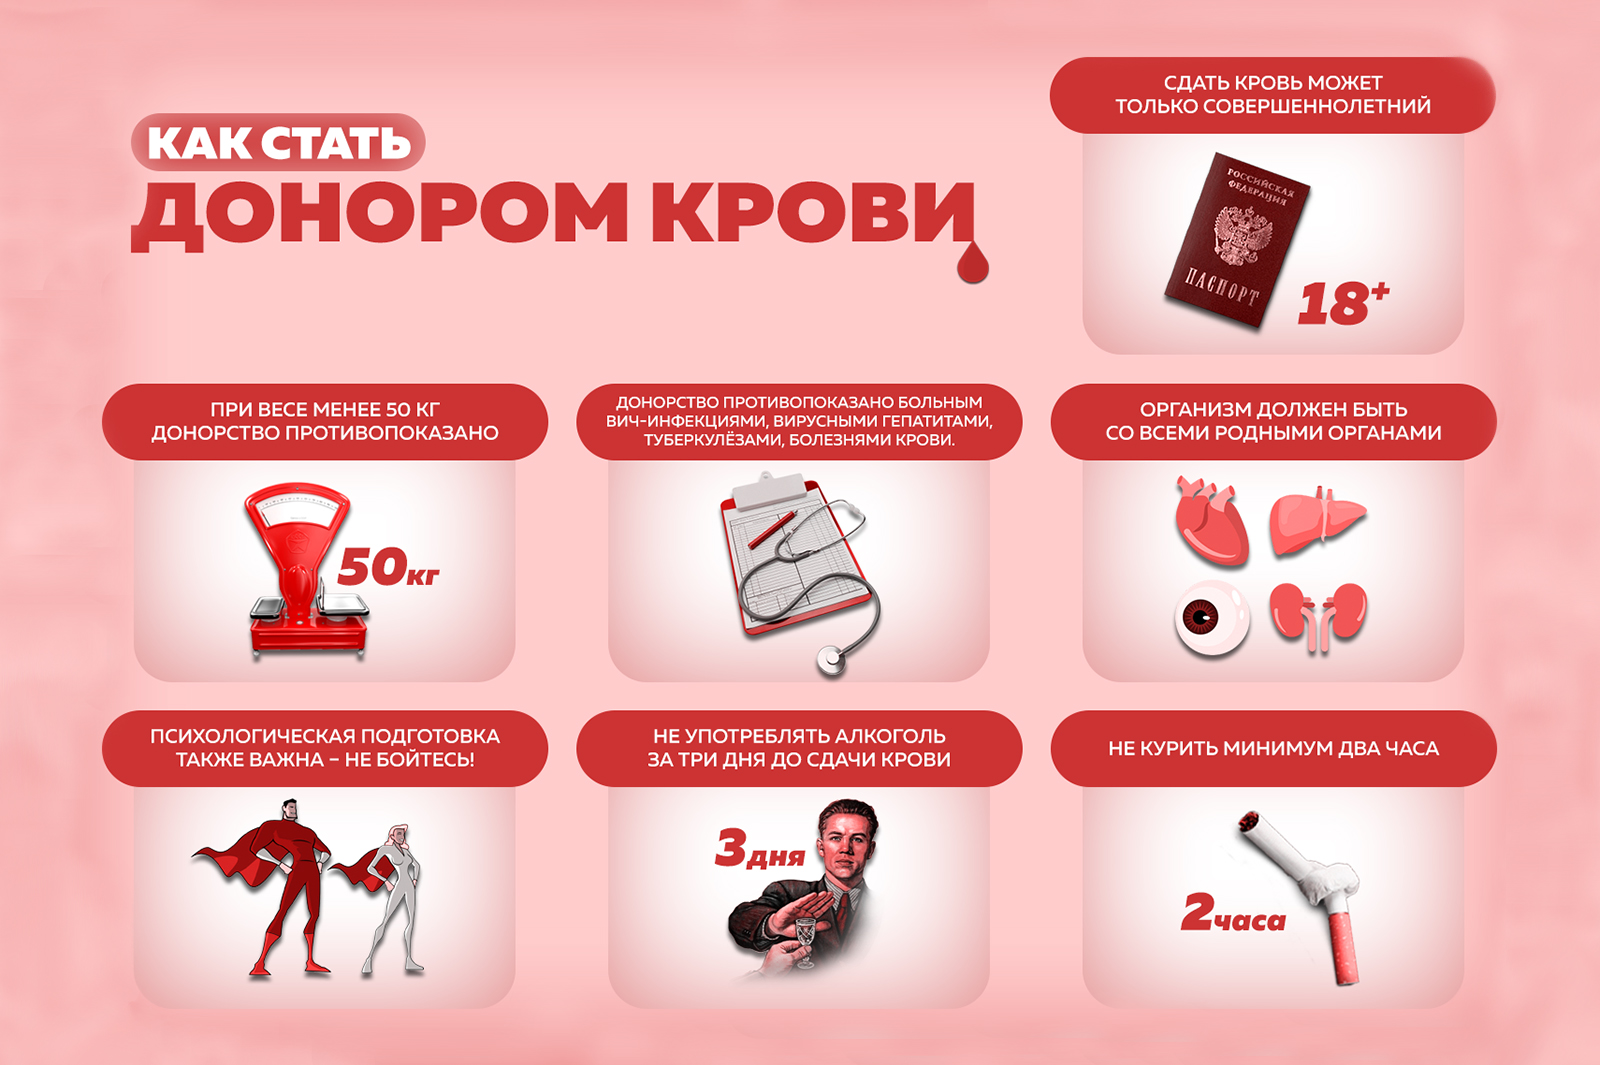 КАК СТАТЬ
ДОНОРОМ КРОВИ
СДАТЬ КРОВЬ МОЖЕТ
ТОЛЬКО СОВЕРШЕННОЛЕТНИЙ
РОССИЙСКАЯ
ФЕДЕРАЦИЯ
ПАСПОРТ
18+
ПРИ ВЕСЕ МЕНЕЕ 50 КГ
ДОНОРСТВО ПРОТИВОПОКАЗАНО
50кг
ДОНОРСТВО ПРОТИВОПОКАЗАНО БОЛЬНЫМ
ВИЧ-ИНФЕКЦИЯМИ, ВИРУСНЫМИ ГЕПАТИТАМИ,
ТУБЕРКУЛЁЗАМИ, БОЛЕЗНЯМИ КРОВИ.
ОРГАНИЗМ ДОЛЖЕН БЫТЬ
СО ВСЕМИ РОДНЫМИ ОРГАНАМИ
ПСИХОЛОГИЧЕСКАЯ ПОДГОТОВКА
ТАКЖЕ ВАЖНА – НЕ БОЙТЕСЬ!
НЕ УПОТРЕБЛЯТЬ АЛКОГОЛЬ
ЗА ТРИ ДНЯ ДО СДАЧИ КРОВИ
3дня
НЕ КУРИТЬ МИНИМУМ ДВА ЧАСА
2часа